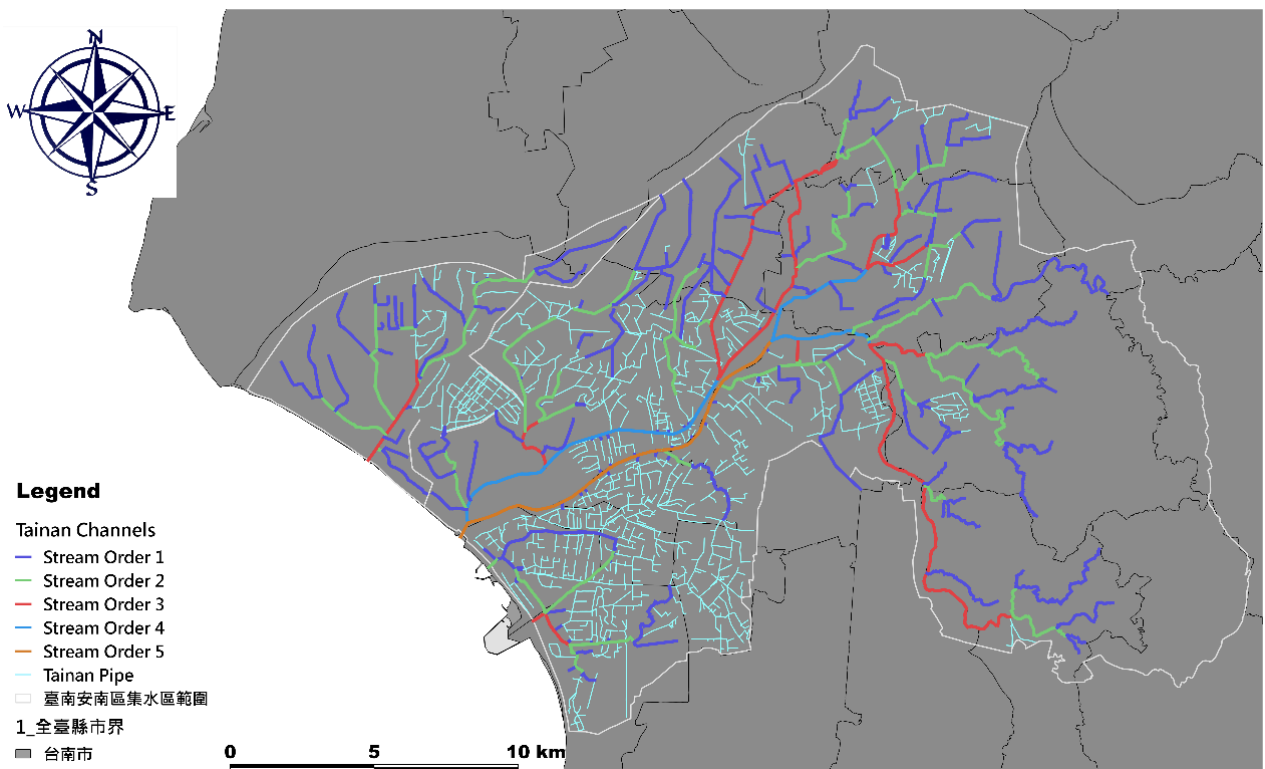 N
W
E
S
Legend
Tainan Channels
Stream Order 1
Stream Order 2
Stream Order 3
Stream Order 4
Stream Order 5
Tainan Pipe
臺南安南區集水區範圍
1_全臺縣市界
台南市
0 5 10 km